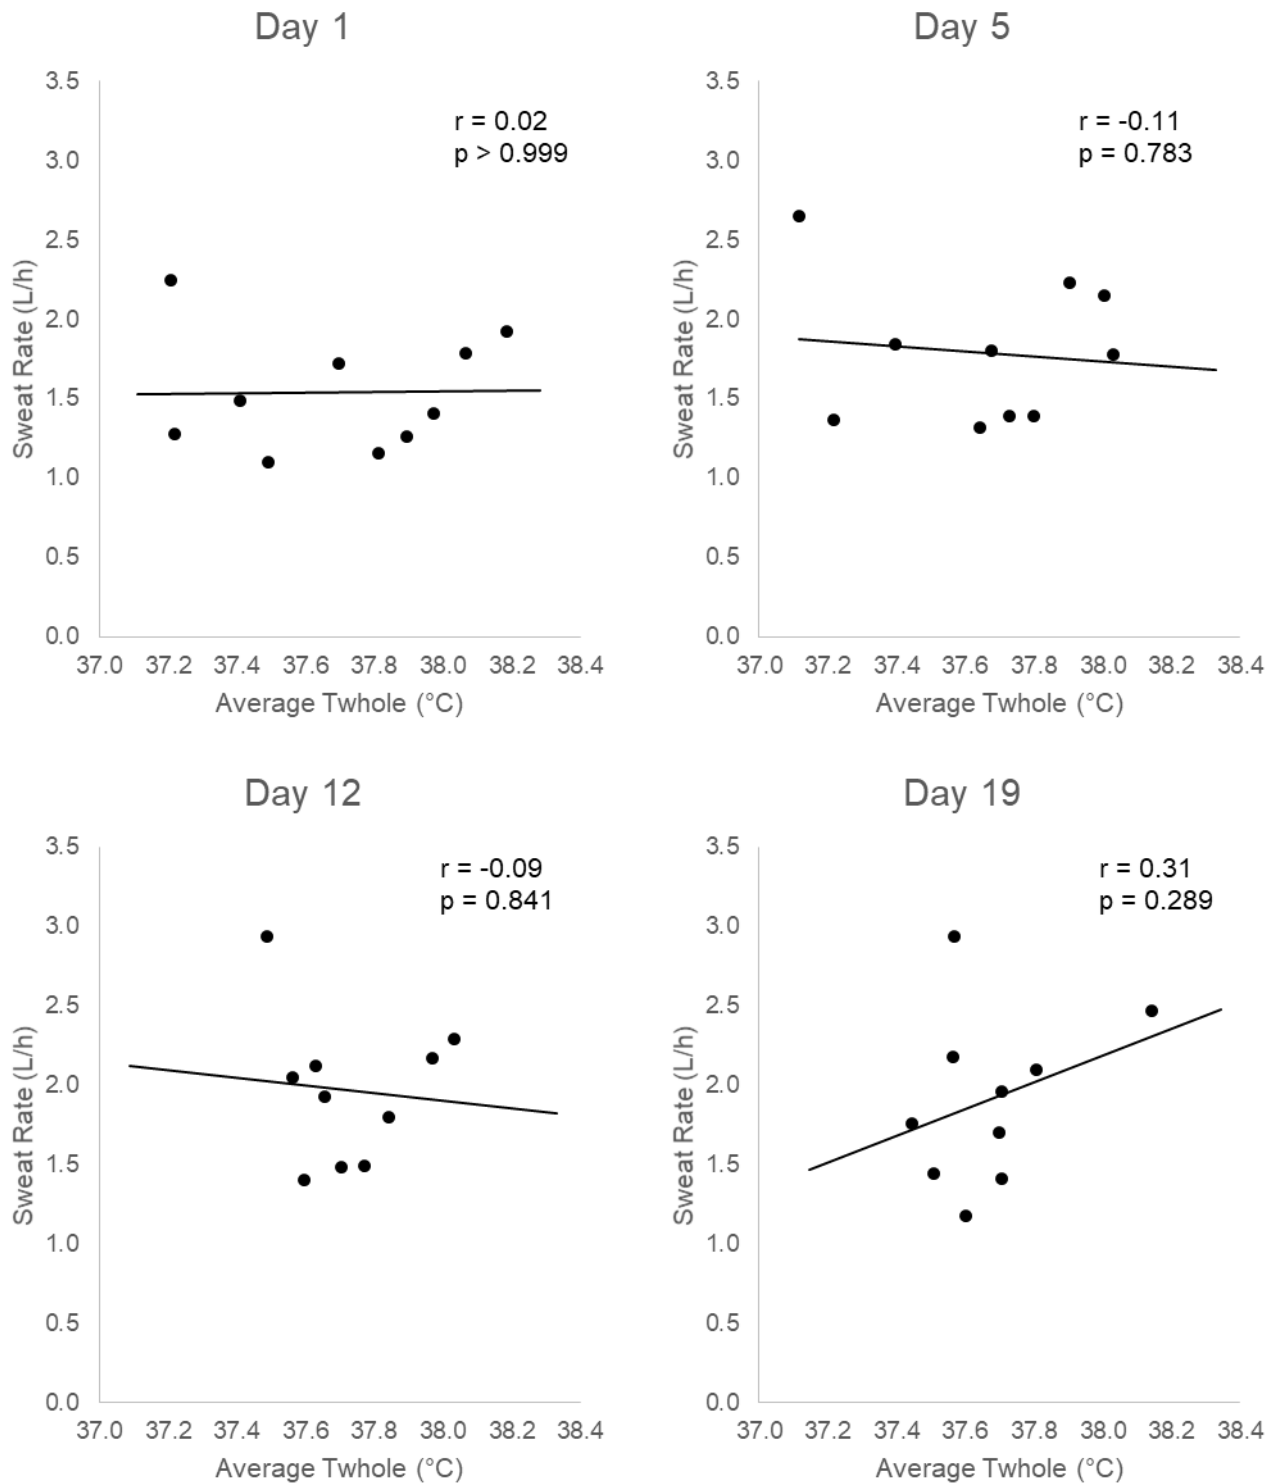 Day 1
r = 0.02
p > 0.999
Sweat Rate (L/h)
3.5
3.0
2.5
2.0
1.5
1.0
0.5
0.0
37.0 37.2 37.4 37.6 37.8 38.0 38.2 38.4
Average Twhole (°C)
Day 5
r = -0.11
p = 0.783
Sweat Rate (L/h)
3.5
3.0
2.5
2.0
1.5
1.0
0.5
0.0
37.0 37.2 37.4 37.6 37.8 38.0 38.2 38.4
Average Twhole (°C)
Day 12
r = -0.09
p = 0.841
Sweat Rate (L/h)
3.5
3.0
2.5
2.0
1.5
1.0
0.5
0.0
37.0 37.2 37.4 37.6 37.8 38.0 38.2 38.4
Average Twhole (°C)
Day 19
r = 0.31
p = 0.289
Sweat Rate (L/h)
3.5
3.0
2.5
2.0
1.5
1.0
0.5
0.0
37.0 37.2 37.4 37.6 37.8 38.0 38.2 38.4
Average Twhole (°C)